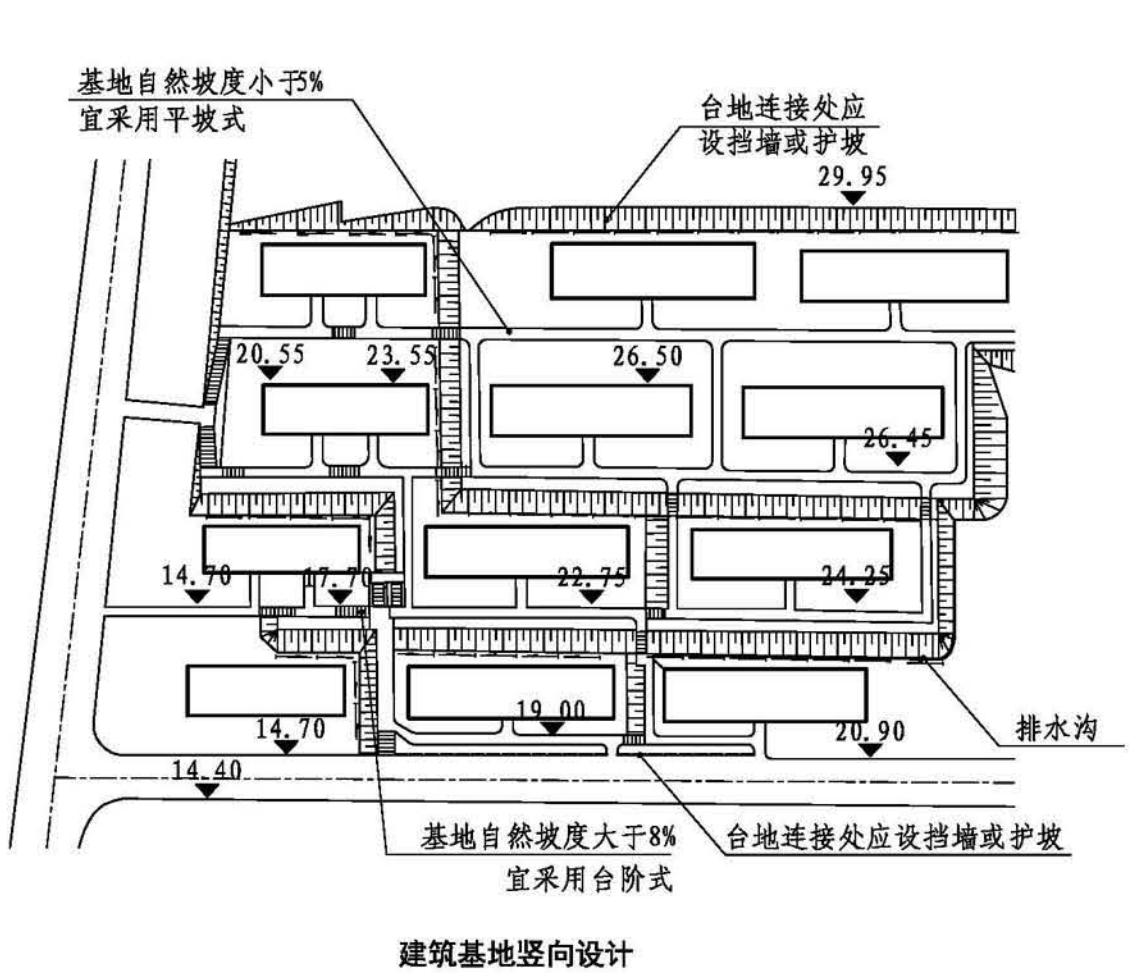 基地自然坡度小于5%
宜采用平坡式
台地连接处应
设挡墙或护坡
29.95
20.55
23.55
26.50
26.45
14.70
17.70
22.75
24.25
14.70
19.00
20.90
排水沟
14.40
基地自然坡度大于8%
宜采用台阶式
台地连接处应设挡墙或护坡
建筑基地竖向设计